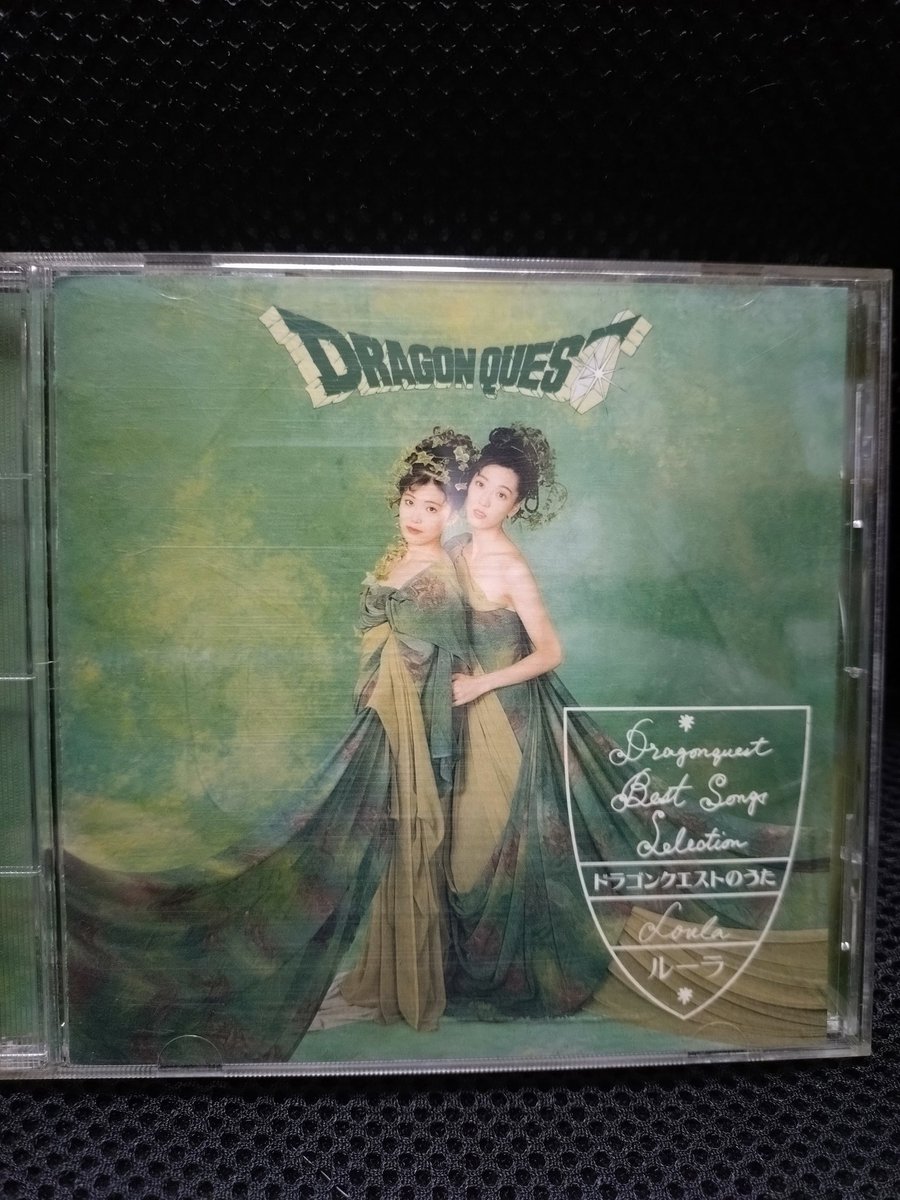 DRAGON QUEST
Dragonquest
Best Songs
Selection
ドラゴンクエストのうた
Loula
ルーラ